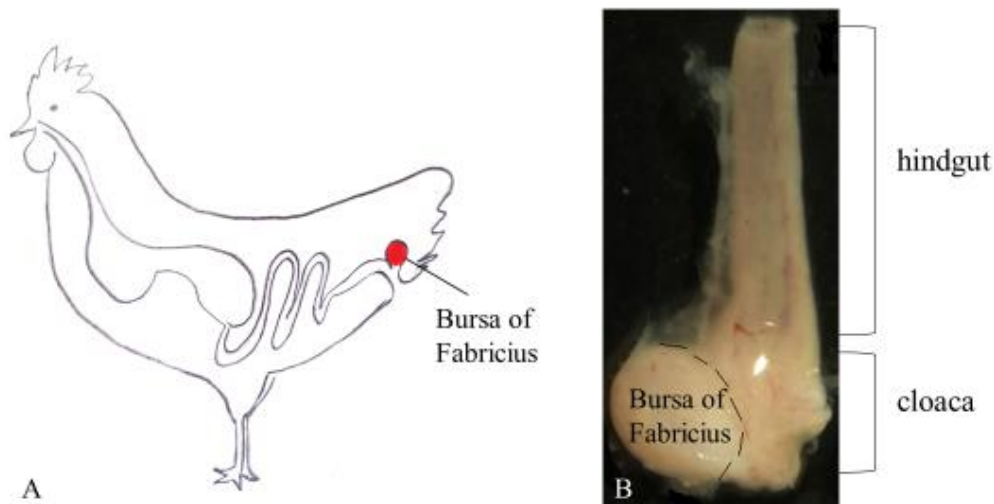 Bursa of
Fabricius
A
hindgut
cloaca
Bursa of
Fabricius
B